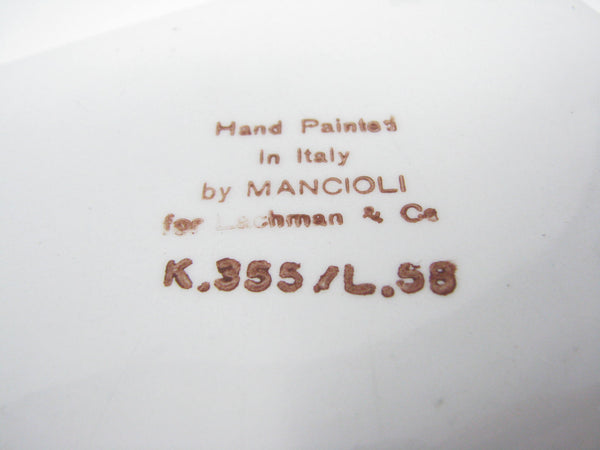 Hand Painted
in Italy
by MANCIOLI
for Lachman & Co
K.355/L.58